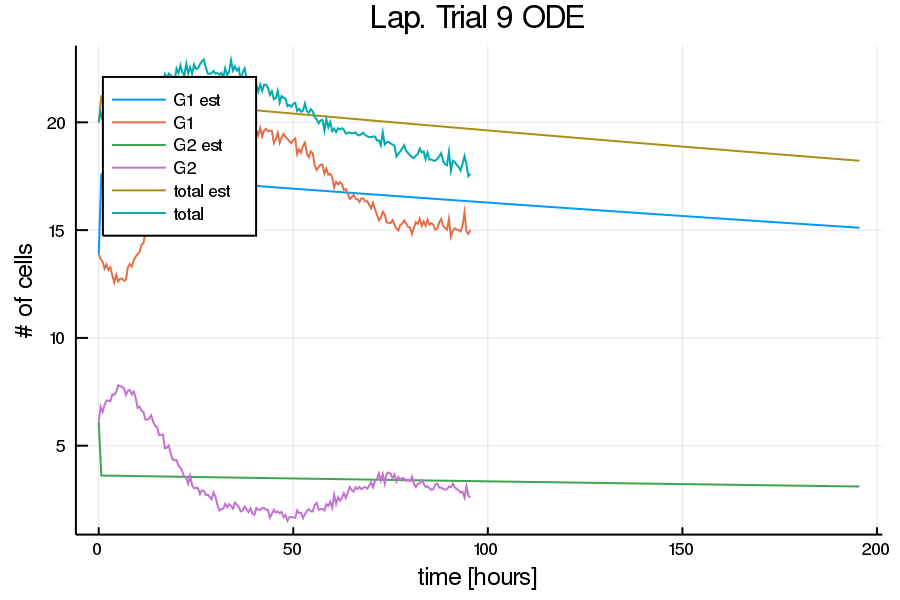 Lap. Trial 9 ODE
G1 est
G1
G2 est
G2
total est
total
20
15
10
5
# of cells
0 50 100 150 200
time [hours]